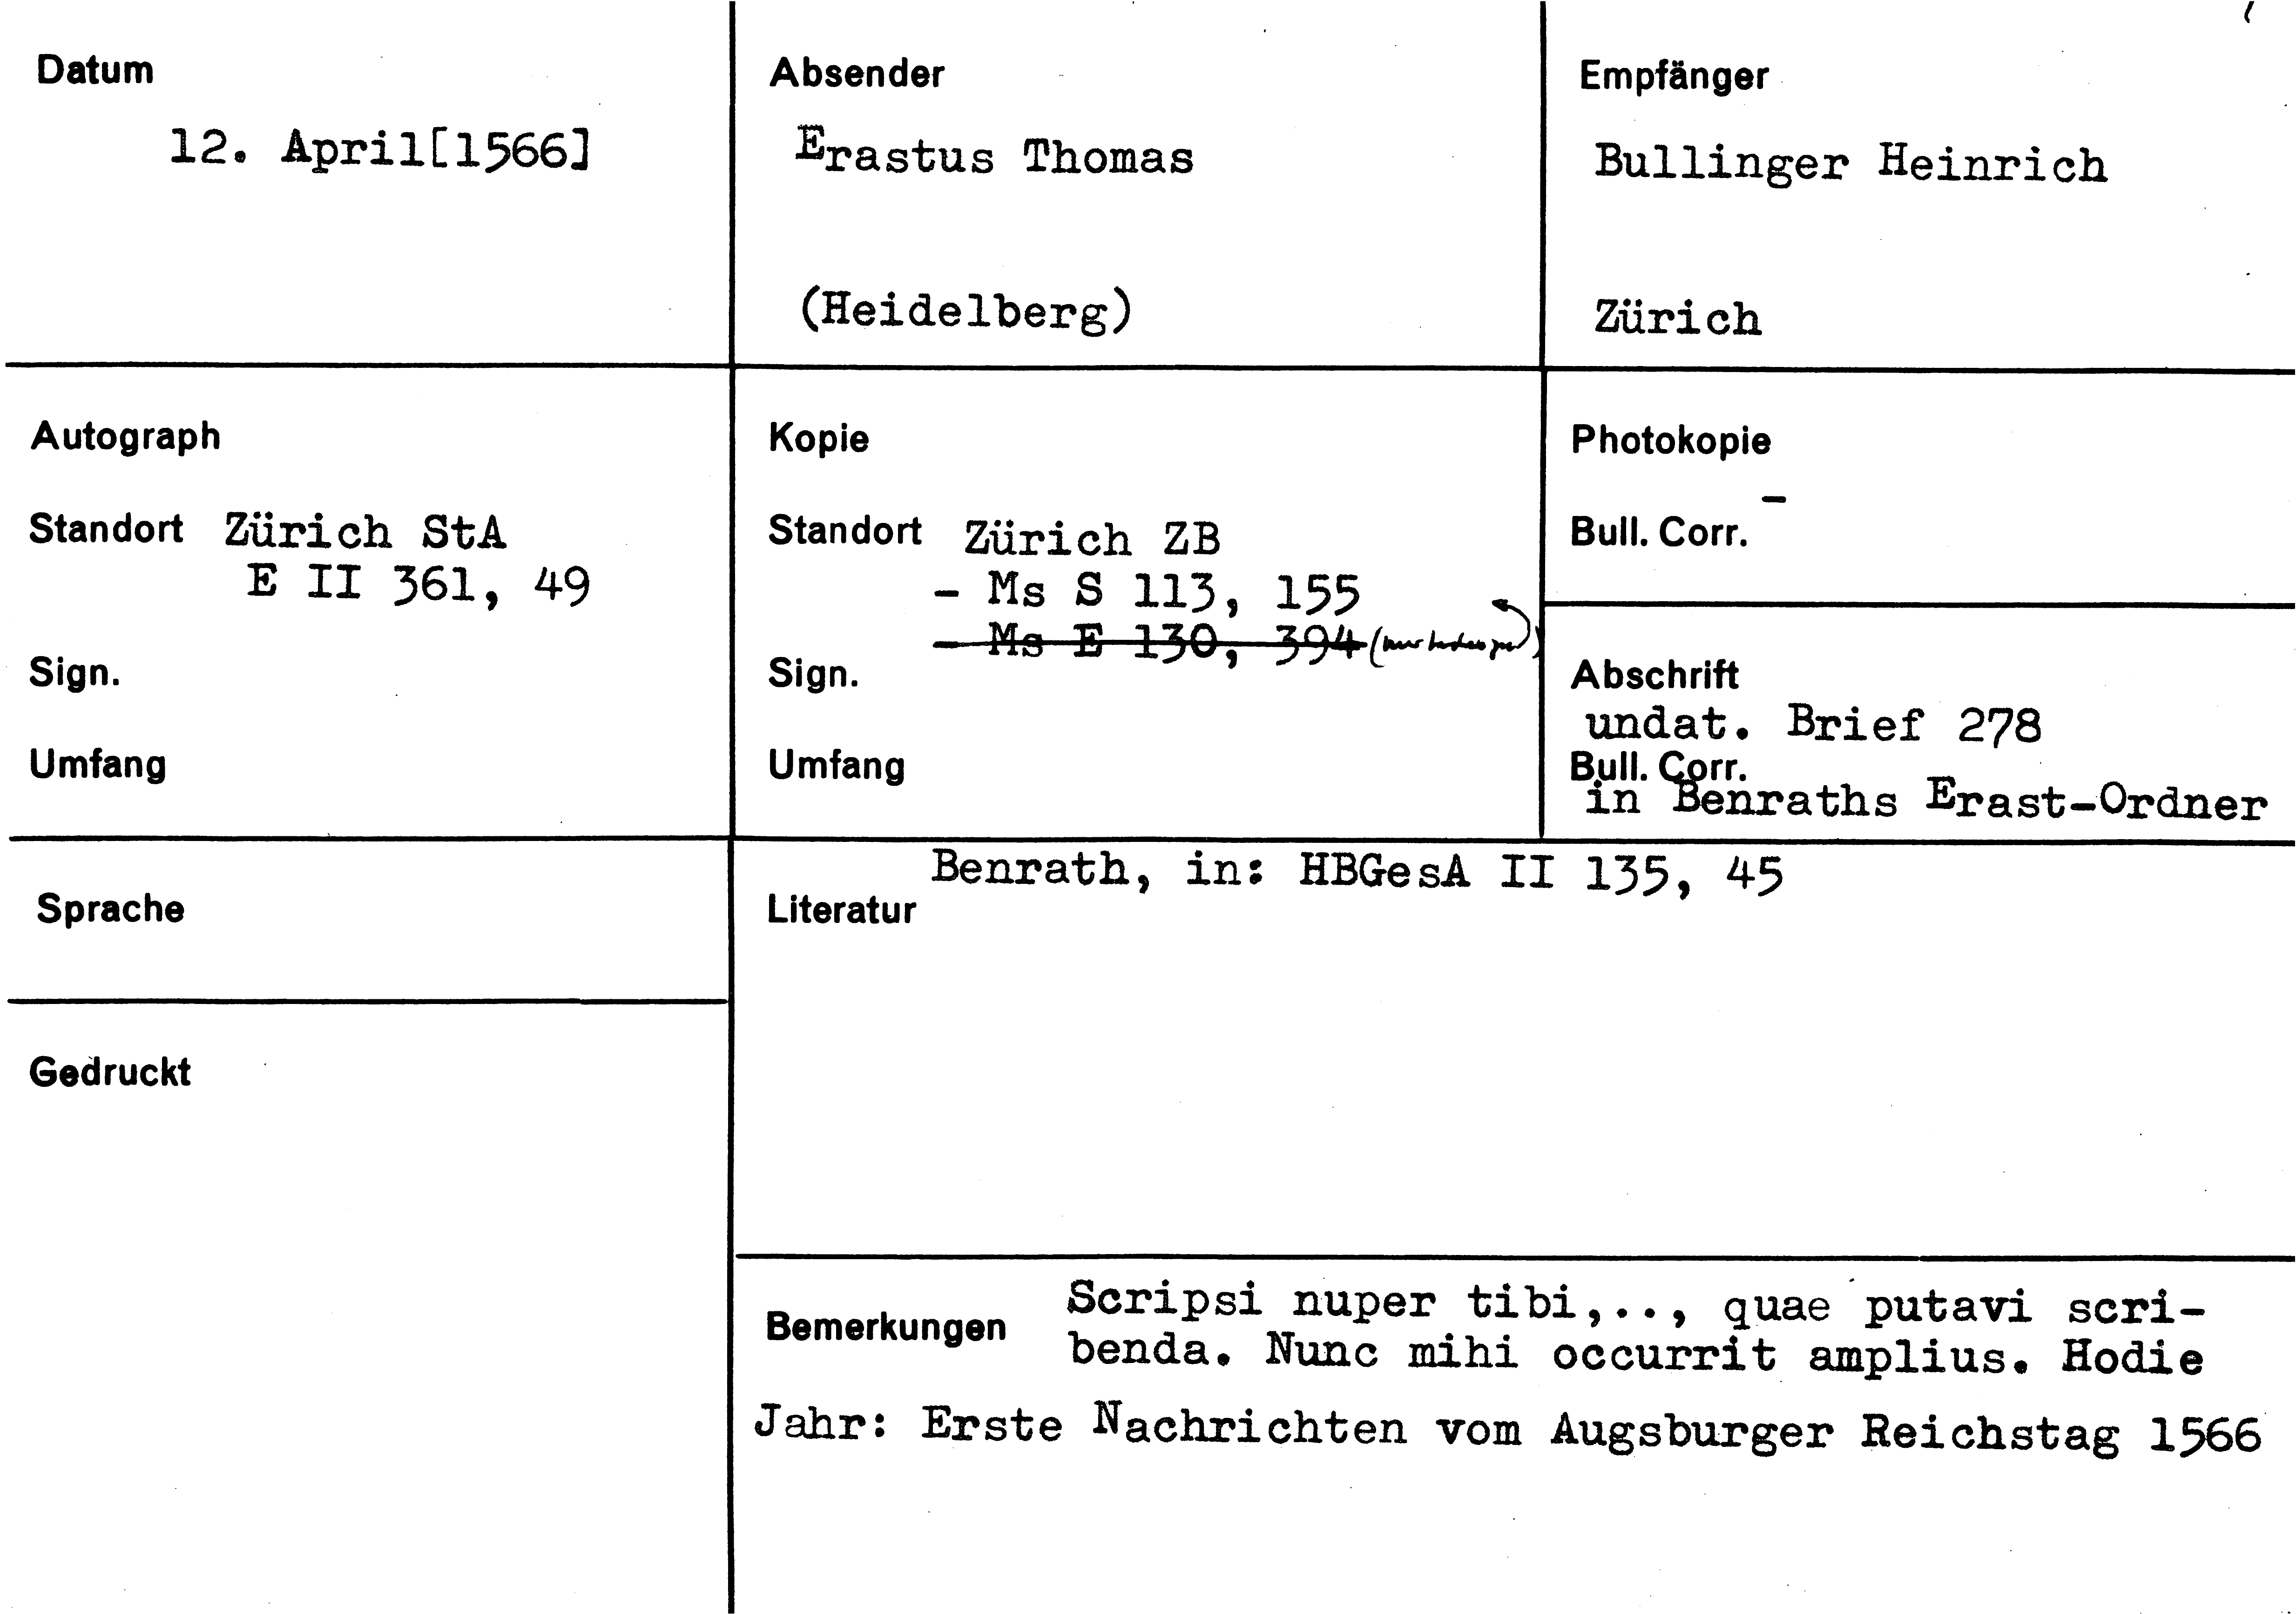 Datum
12. April[1566]
Absender
Erastus Thomas
(Heidelberg)
Empfänger
Bullinger Heinrich
Zürich
Autograph
Standort Zürich StA
E II 361, 49
Sign.
Umfang
Kopie
Standort Zürich ZB
- Ms S 113, 155
- Ms E 130, 394
Sign.
Umfang
Photokopie
-
Bull. Corr.
Abschrift
undat. Brief 278
Bull. Corr.
in Benraths Erast-Ordner
Sprache
Benrath, in: HBGesA II 135, 45
Literatur
Gedruckt
Scripsi nuper tibi,.., quae putavi scri-
Bemerkungen
benda. Nunc mihi occurrit amplius. Hodie
Jahr: Erste Nachrichten vom Augsburger Reichstag 1566